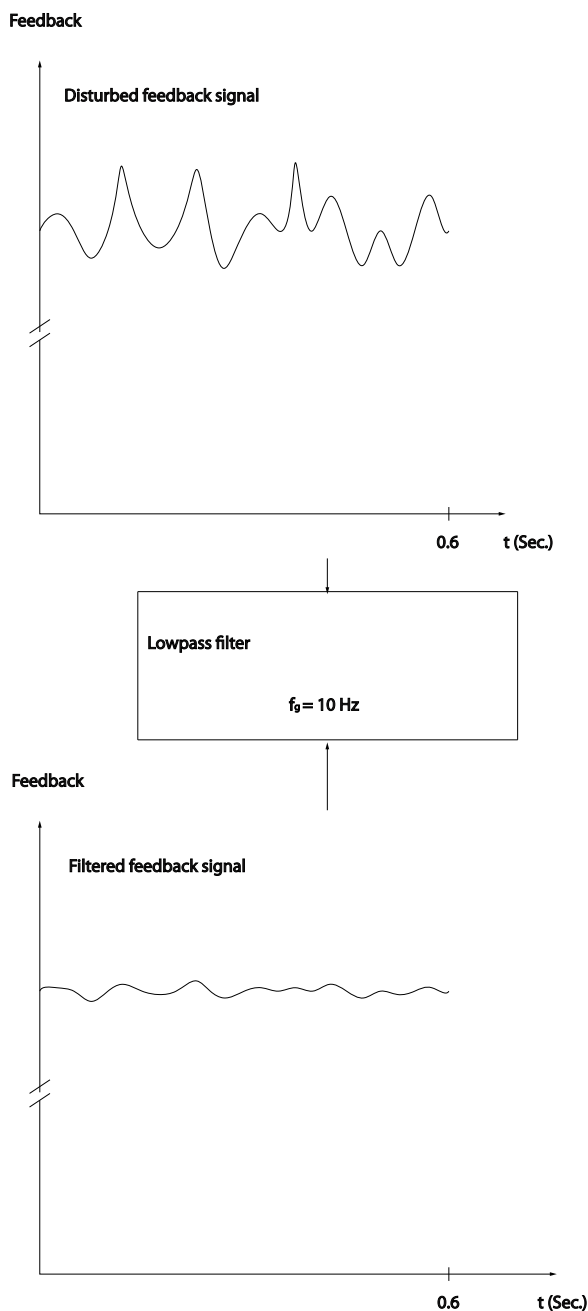 Feedback
Disturbed feedback signal
0.6 t (Sec.)
Lowpass filter
fg = 10 Hz
Feedback
Filtered feedback signal
0.6 t (Sec.)